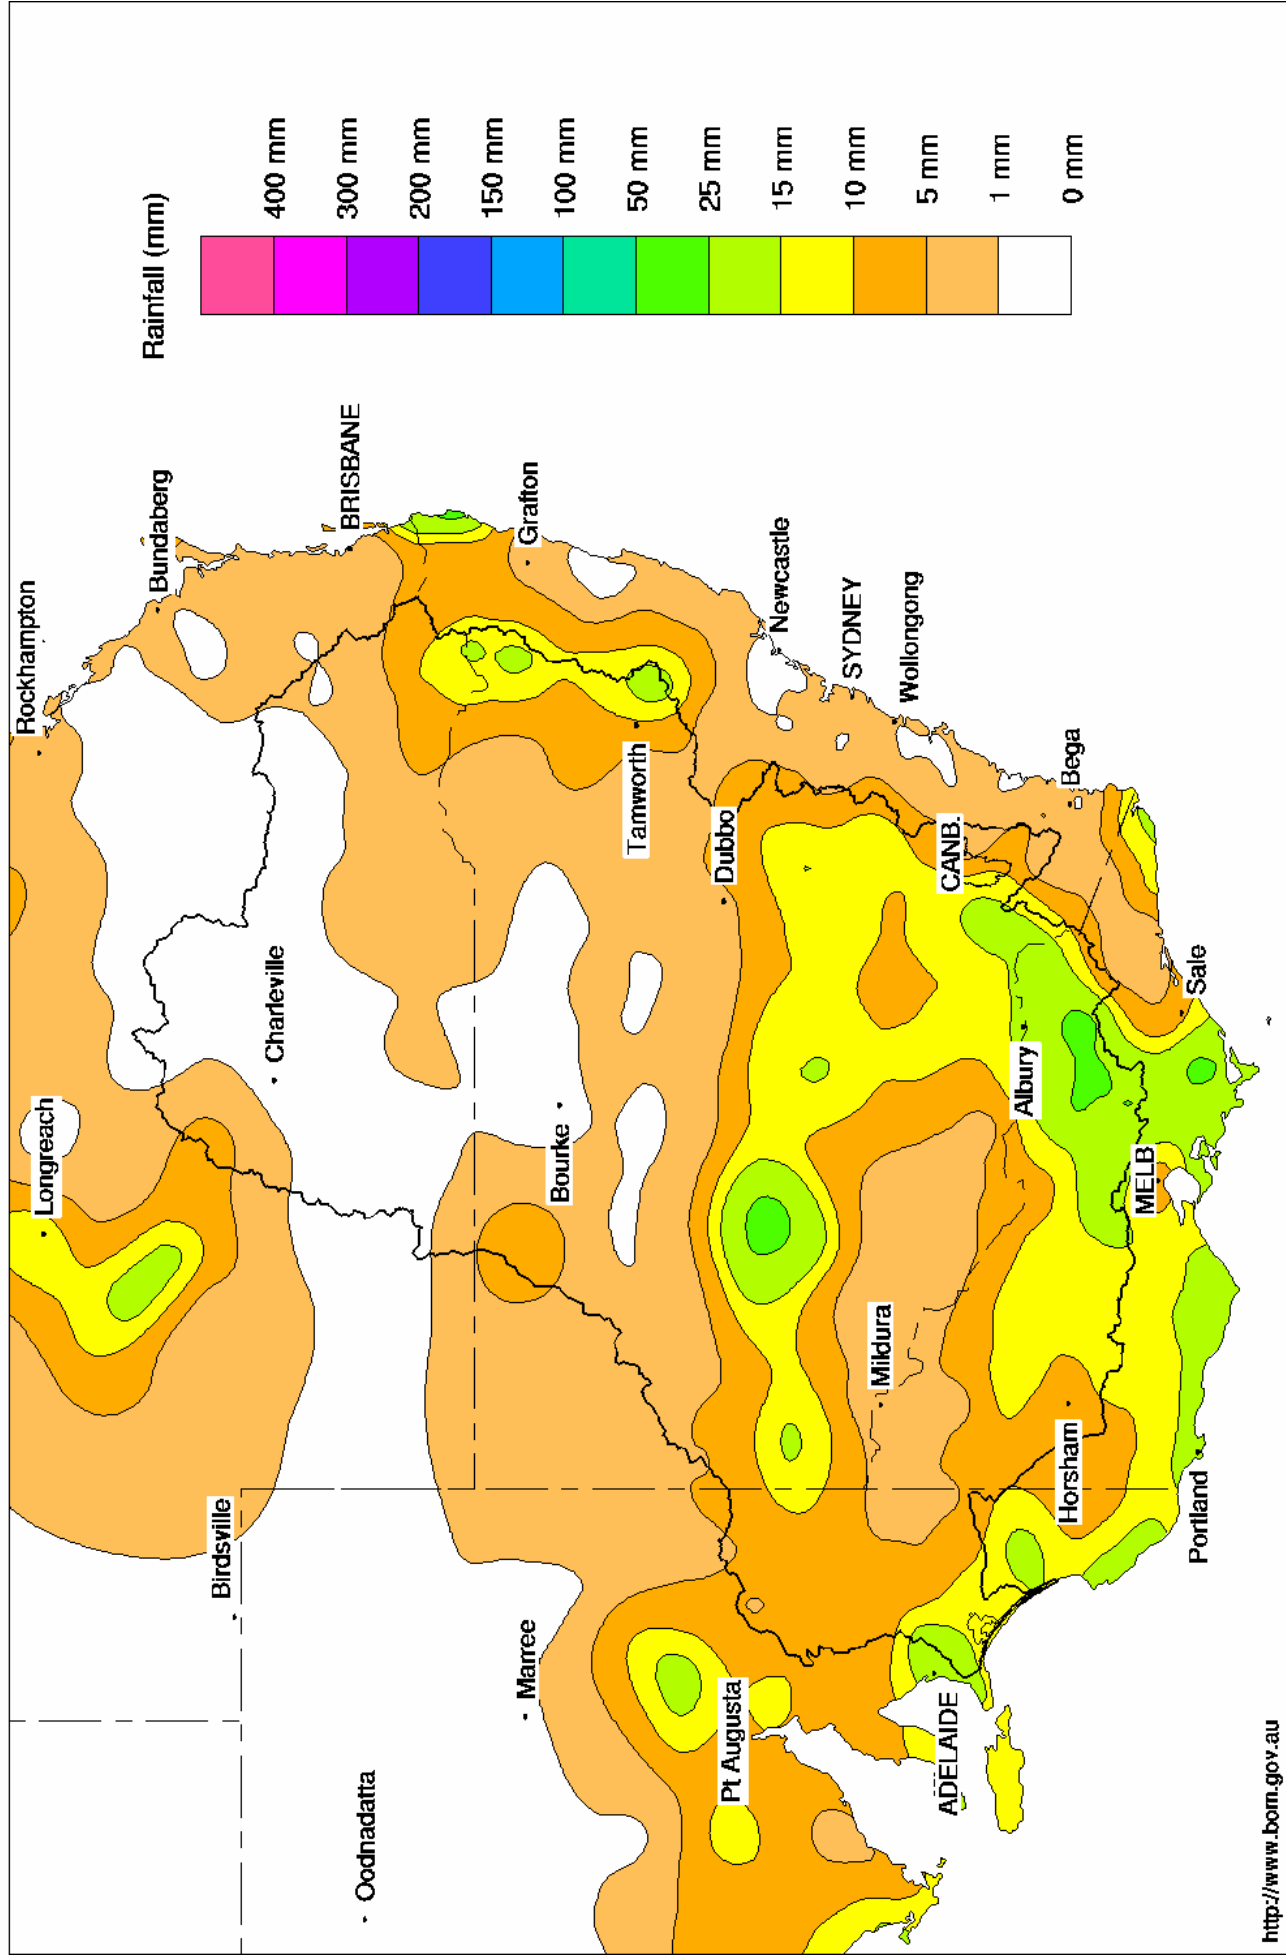 Rainfall (mm)
400 mm
300 mm
200 mm
150 mm
100 mm
50 mm
25 mm
15 mm
10 mm
5 mm
1 mm
0 mm
Rockhampton
Longreach
Bundaberg
Birdsville
Charleville
BRISBANE
Oodnadatta
Grafton
Marree
Bourke
Tamworth
Dubbo
Newcastle
Pt Augusta
SYDNEY
Mildura
Wollongong
CANB.
ADELAIDE
Albury
Bega
Horsham
MELB
Sale
Portland
http://www.bom.gov.au